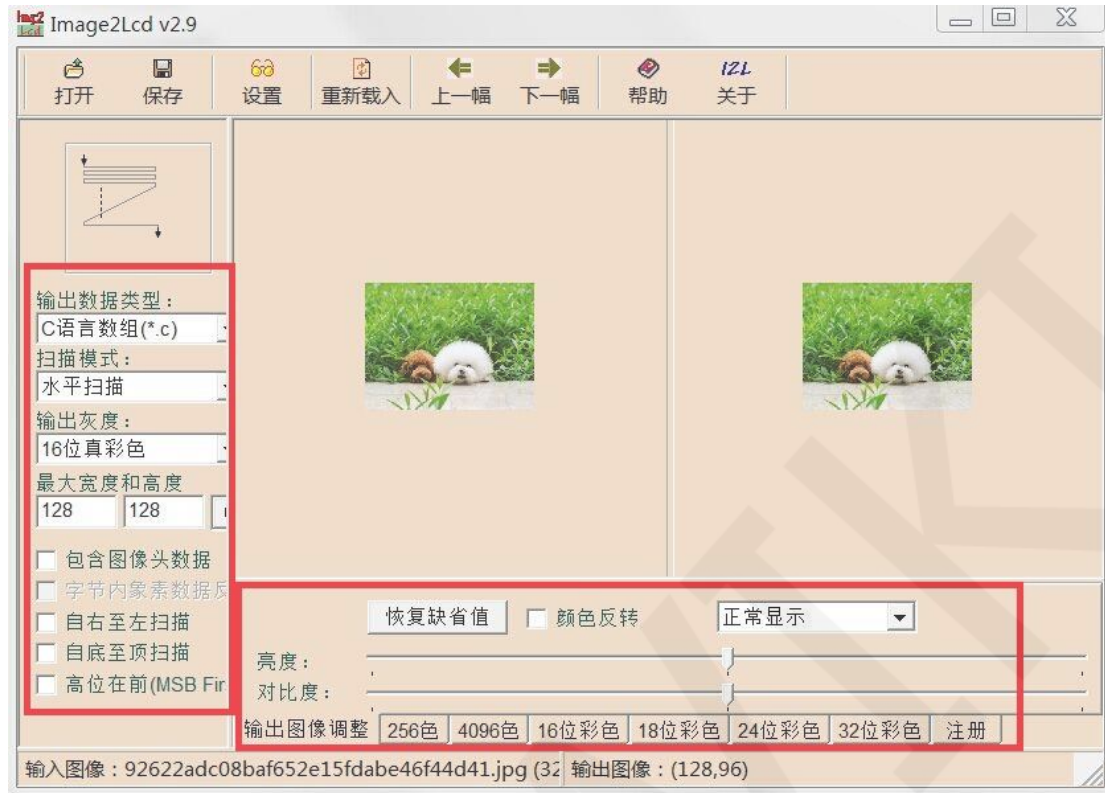 Image2Lcd v2.9
打开 保存 设置 重新载入 上一幅 下一幅 帮助 关于
输出数据类型：
C语言数组(*.c)
扫描模式：
水平扫描
输出灰度：
16位真彩色
最大宽度和高度
128 128
包含图像头数据
字节内象素数据反
自右至左扫描
自底至顶扫描
高位在前(MSB Fir
恢复缺省值 颜色反转 正常显示
亮度：
对比度：
输出图像调整 256色 4096色 16位彩色 18位彩色 24位彩色 32位彩色 注册
输入图像：92622adc08baf652e15fdabe46f44d41.jpg (32 输出图像：(128,96)